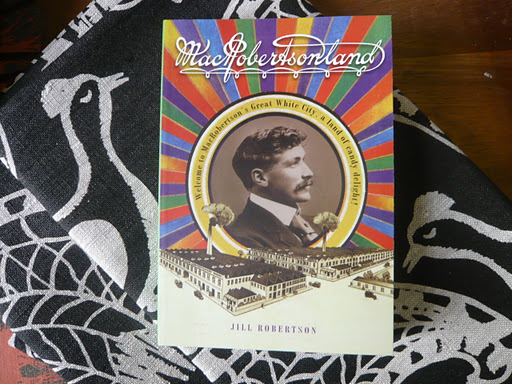 MacRobertsonland
Welcome to MacRobertson's Great White City, a land of candy delight!
JILL ROBERTSON